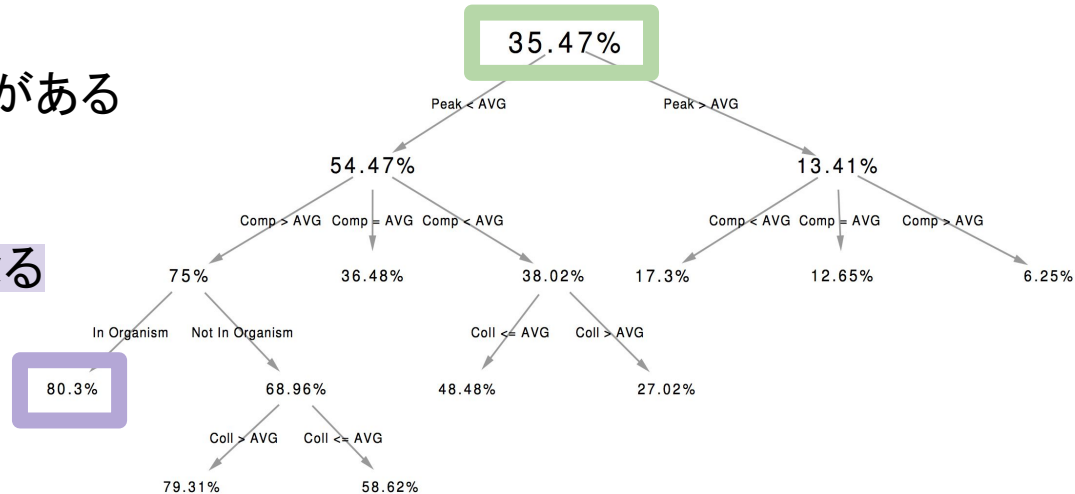 35.47%
がある
Peak < AVG Peak > AVG
54.47% 13.41%
Comp > AVG Comp = AVG Comp < AVG Comp < AVG Comp = AVG Comp > AVG
る
75% 36.48% 38.02% 17.3% 12.65% 6.25%
In Organism Not In Organism Coll <= AVG Coll > AVG
80.3% 68.96% 48.48% 27.02%
Coll > AVG Coll <= AVG
79.31% 58.62%